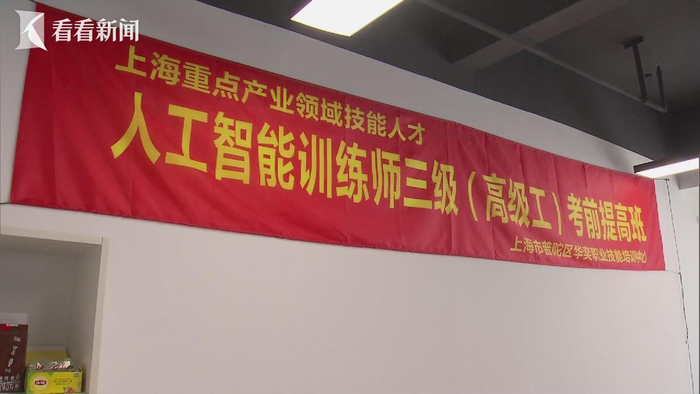 看看新闻
上海重点产业领域技能人才
人工智能训练师三级（高级工）考前提高班
上海市普陀区华奕职业技能培训中心